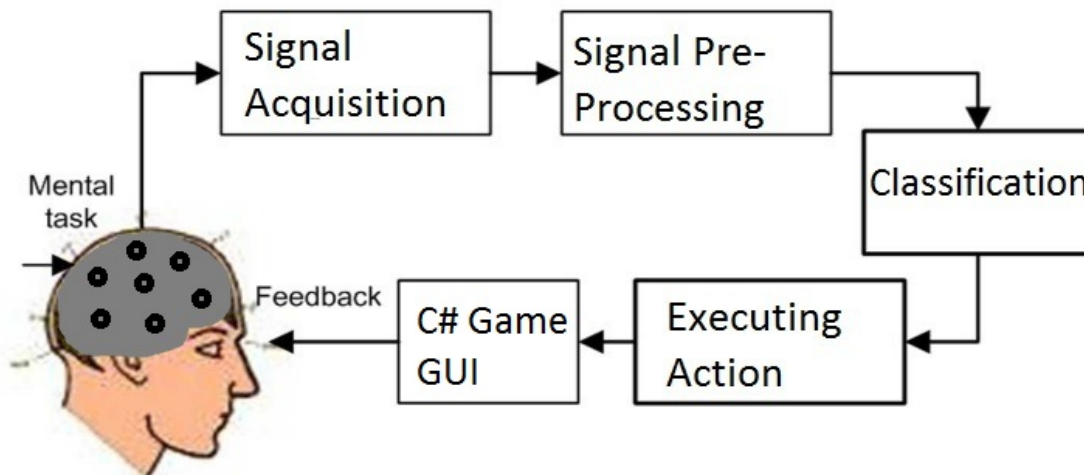 Signal
Acquisition
Signal Pre-
Processing
Classification
Mental
task
Feedback
C# Game
GUI
Executing
Action